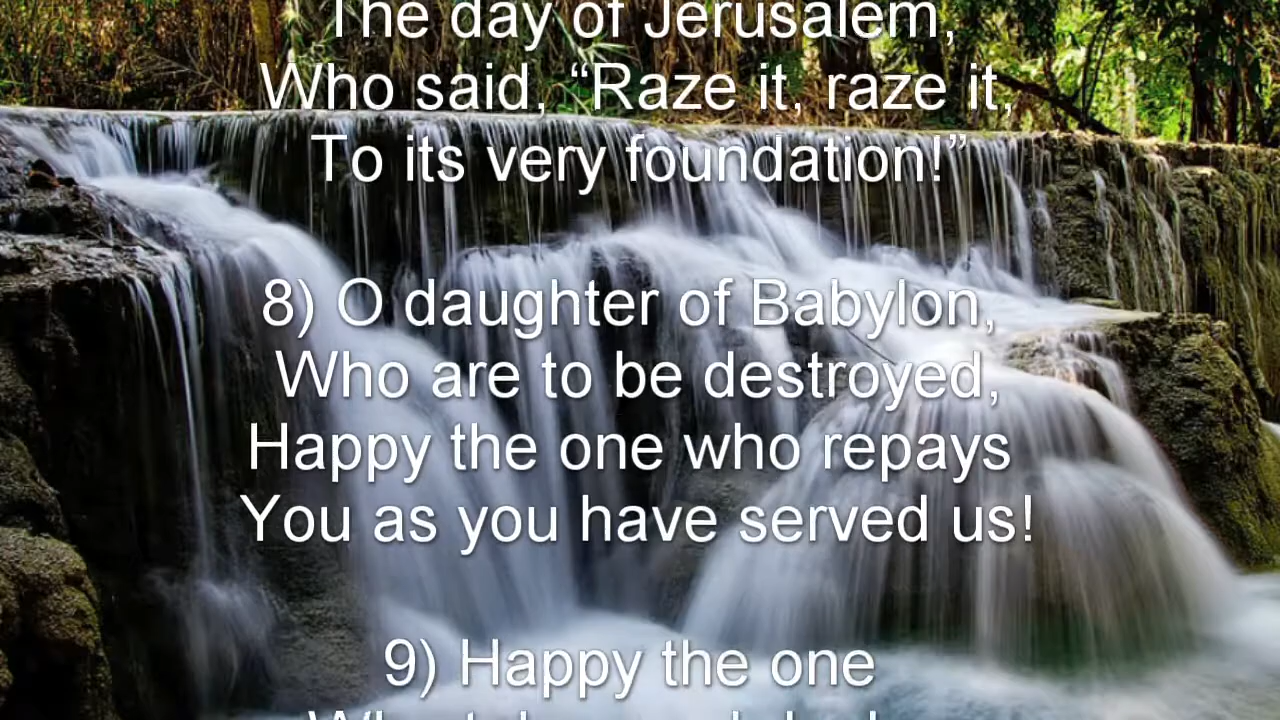 The day of Jerusalem,
Who said, “Raze it, raze it,
To its very foundation!”
8) O daughter of Babylon,
Who are to be destroyed,
Happy the one who repays
You as you have served us!
9) Happy the one